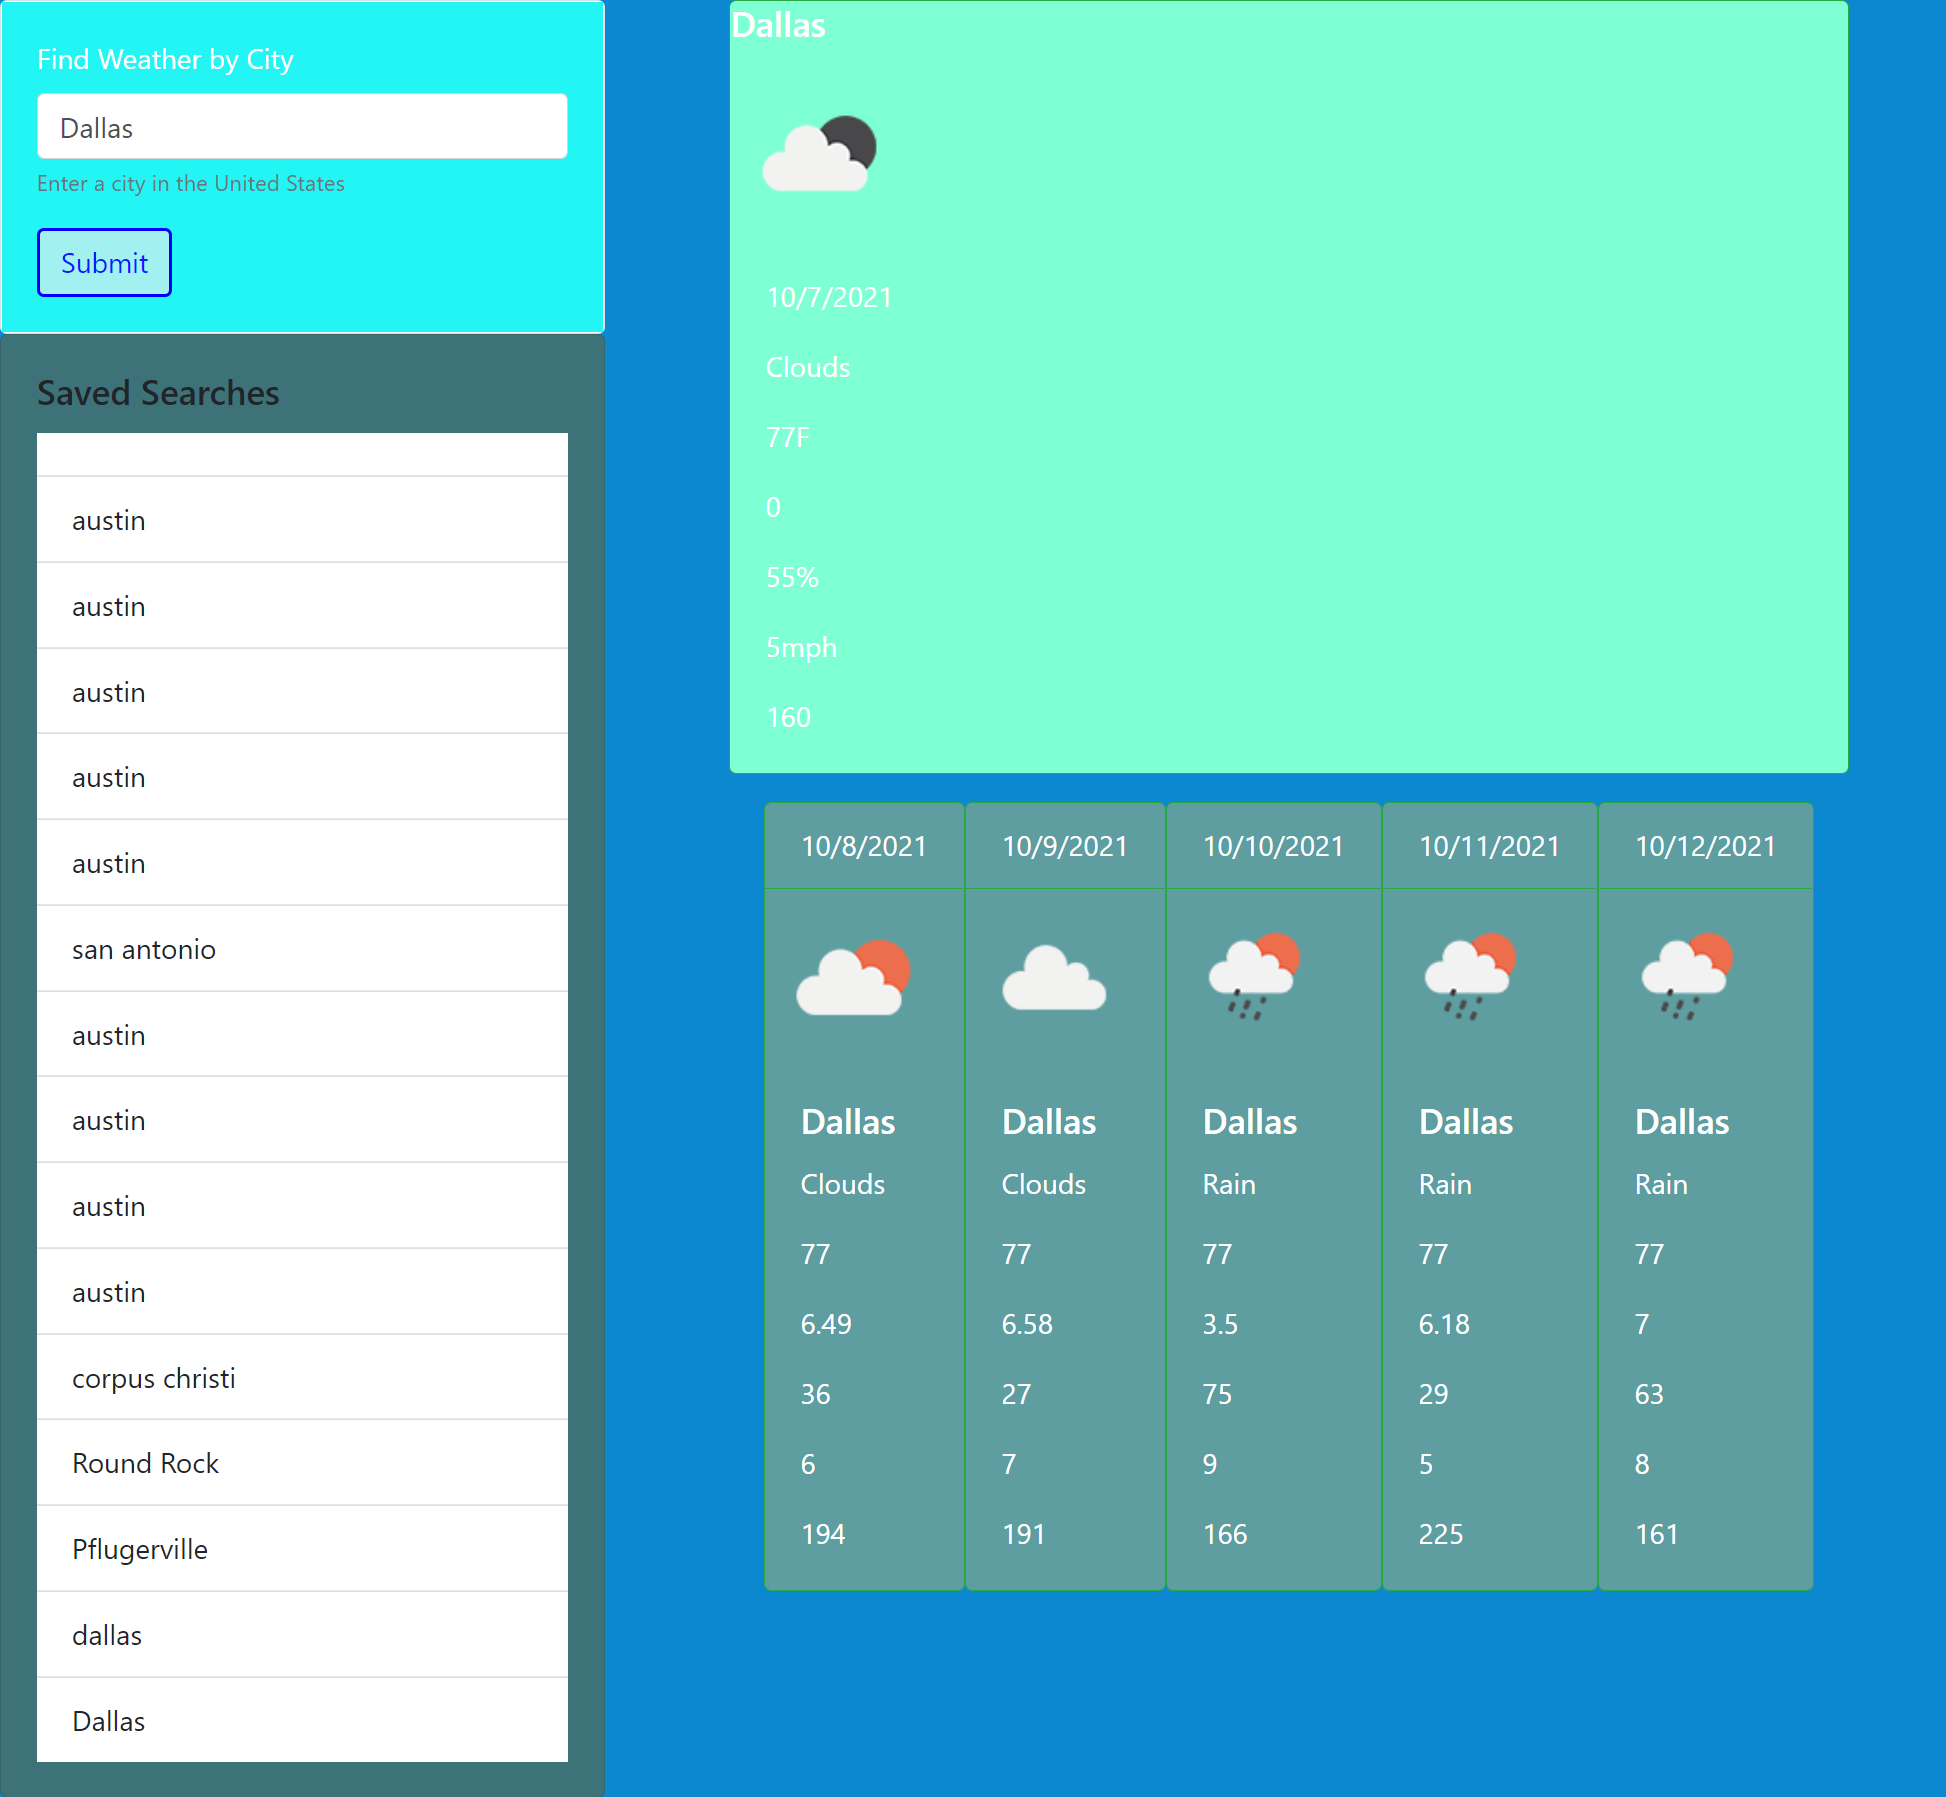 Find Weather by City
Dallas
Enter a city in the United States
Submit
Saved Searches
austin
austin
austin
austin
austin
san antonio
austin
austin
austin
austin
corpus christi
Round Rock
Pflugerville
dallas
Dallas
Dallas
10/7/2021
Clouds
77F
0
55%
5mph
160
10/8/2021
Dallas
Clouds
77
6.49
36
6
194
10/9/2021
Dallas
Clouds
77
6.58
27
7
191
10/10/2021
Dallas
Rain
77
3.5
75
9
166
10/11/2021
Dallas
Rain
77
6.18
29
5
225
10/12/2021
Dallas
Rain
77
7
63
8
161